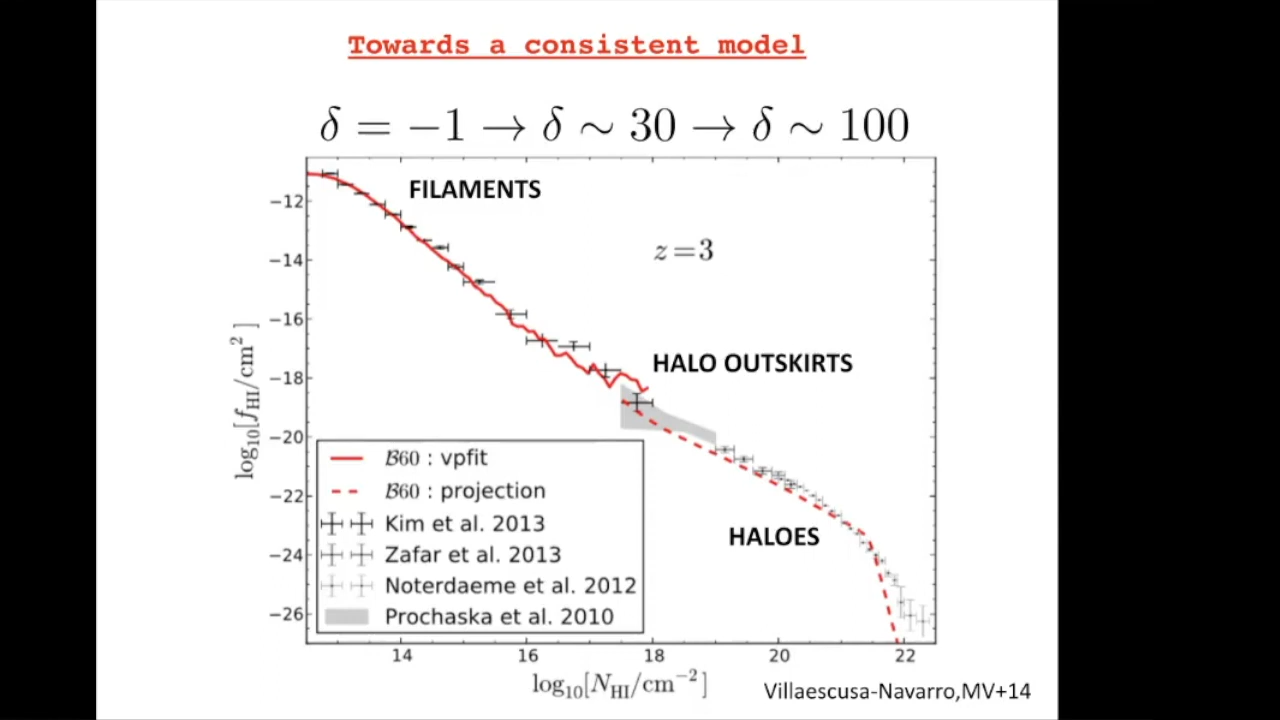 Towards a consistent model
δ = −1 → δ ∼ 30 → δ ∼ 100
FILAMENTS
z = 3
HALO OUTSKIRTS
HALOES
−12
−14
−16
−18
−20
−22
−24
−26
log₁₀[f_HI/cm²]
B60 : vpfit
B60 : projection
Kim et al. 2013
Zafar et al. 2013
Noterdaeme et al. 2012
Prochaska et al. 2010
14 16 18 20 22
log₁₀[N_HI/cm⁻²]
Villaescusa-Navarro,MV+14